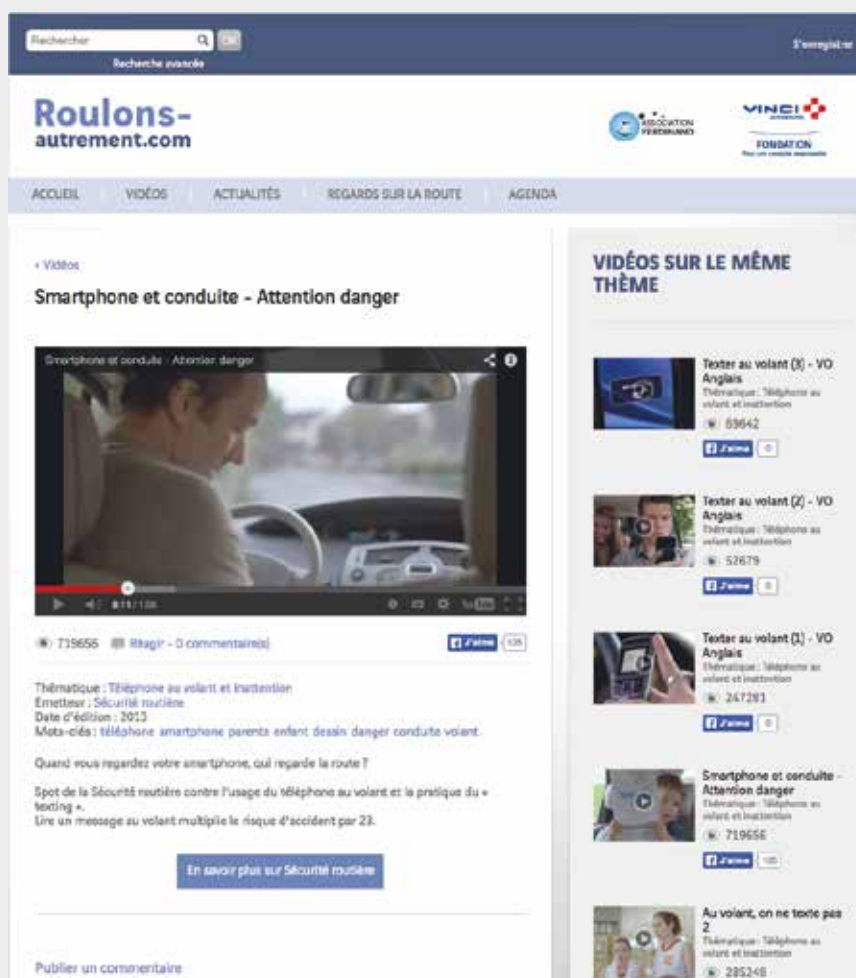 Rechercher
OK
Recherche avancée
S'enregistrer
Roulons-
autrement.com
ASSOCIATION
FERDINAND
VINCI
FONDATION
Pour une conduite responsable
ACCUEIL VIDÉOS ACTUALITÉS REGARDS SUR LA ROUTE AGENDA
‹ Vidéos
Smartphone et conduite – Attention danger
Smartphone et conduite - Attention danger
719656 Réagir - 0 commentaire(s) J'aime
Thématique : Téléphone au volant et inattention
Emetteur : Sécurité routière
Date d'édition : 2013
Mots-clés : téléphone smartphone parents enfant dessin danger conduite volant
Quand vous regardez votre smartphone, qui regarde la route ?
Spot de la Sécurité routière contre l'usage du téléphone au volant et la pratique du «
texting ».
Lire un message au volant multiplie le risque d'accident par 23.
En savoir plus sur Sécurité routière
Publier un commentaire
VIDÉOS SUR LE MÊME
THÈME
Texter au volant (3) - VO
Anglais
Thématique : Téléphone au
volant et inattention
89642
J'aime 0
Texter au volant (2) - VO
Anglais
Thématique : Téléphone au
volant et inattention
52679
J'aime 0
Texter au volant (1) - VO
Anglais
Thématique : Téléphone au
volant et inattention
247281
J'aime 0
Smartphone et conduite -
Attention danger
Thématique : Téléphone au
volant et inattention
719656
J'aime
Au volant, on ne texte pas
2
Thématique : Téléphone au
volant et inattention
285248